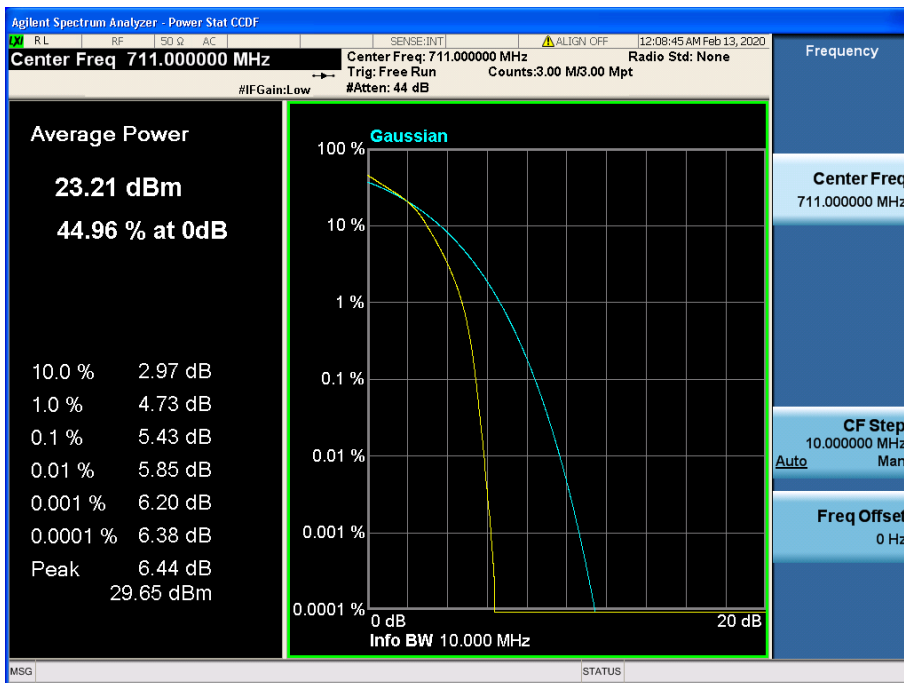 Agilent Spectrum Analyzer - Power Stat CCDF
LXI RL RF 50 Ω AC SENSE:INT ALIGN OFF 12:08:45 AM Feb 13, 2020
Center Freq 711.000000 MHz
Center Freq: 711.000000 MHz Radio Std: None
Trig: Free Run Counts:3.00 M/3.00 Mpt
#IFGain:Low #Atten: 44 dB
Frequency
Average Power
23.21 dBm
44.96 % at 0dB
10.0 % 2.97 dB
1.0 % 4.73 dB
0.1 % 5.43 dB
0.01 % 5.85 dB
0.001 % 6.20 dB
0.0001 % 6.38 dB
Peak 6.44 dB
29.65 dBm
Gaussian
100 %
10 %
1 %
0.1 %
0.01 %
0.001 %
0.0001 %
0 dB 20 dB
Info BW 10.000 MHz
Center Freq
711.000000 MHz
CF Step
10.000000 MHz
Auto Man
Freq Offset
0 Hz
MSG STATUS